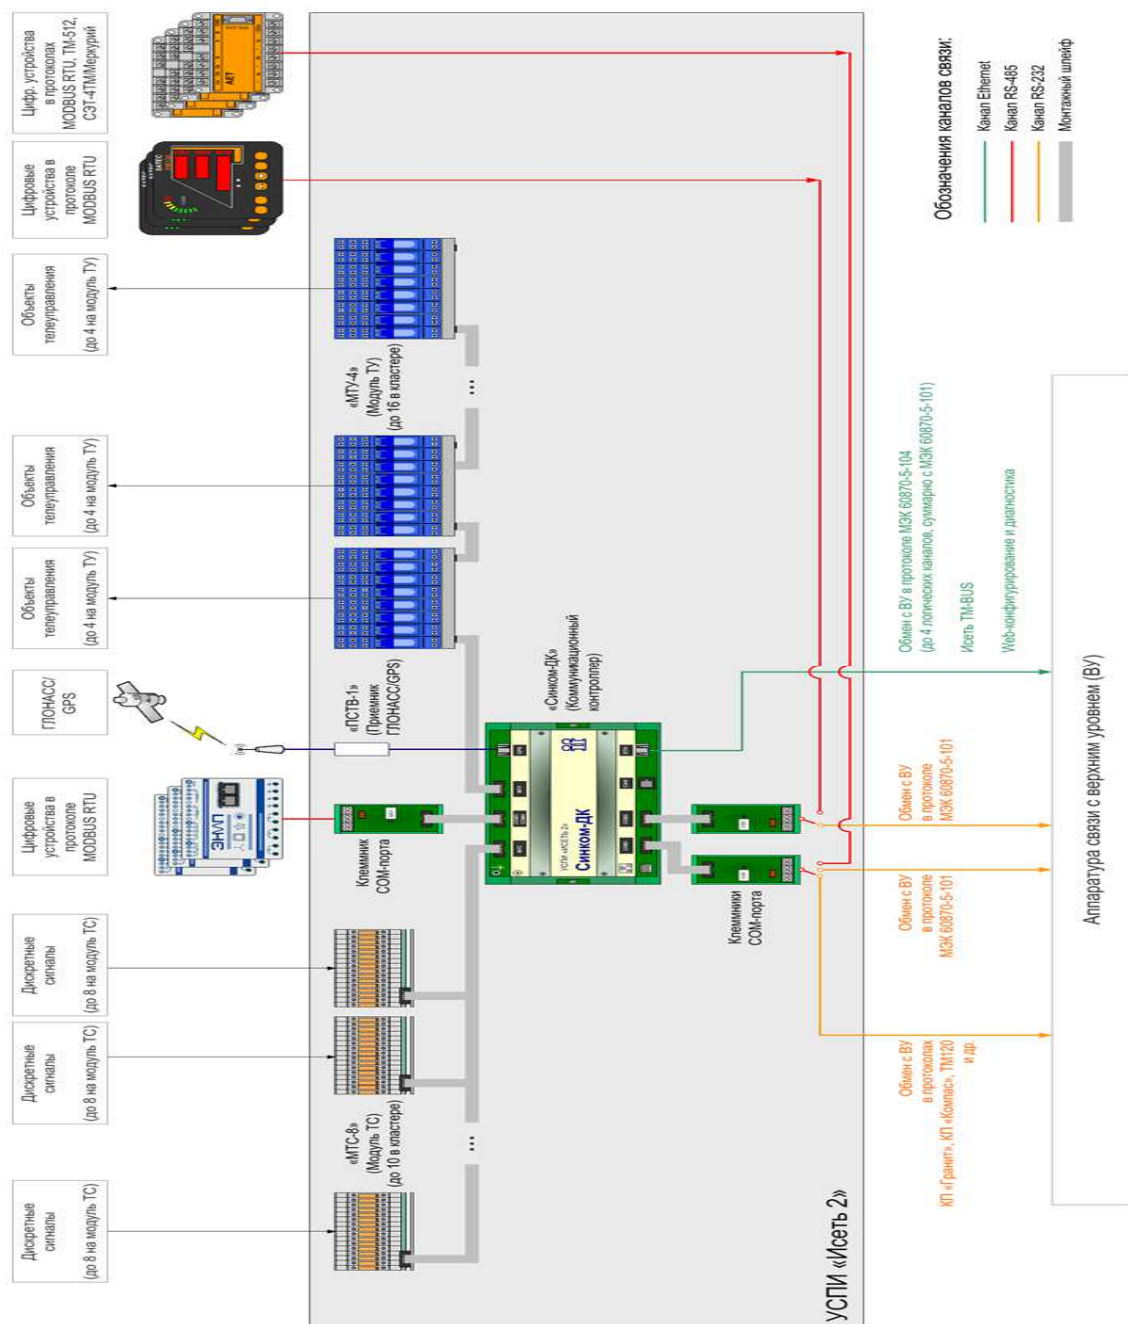 Дискретные
сигналы
(до 8 на модуль ТС)
Дискретные
сигналы
(до 8 на модуль ТС)
Дискретные
сигналы
(до 8 на модуль ТС)
Цифровые
устройства в
протоколе
MODBUS RTU
ГЛОНАСС/
GPS
Объекты
телеуправления
(до 4 на модуль ТУ)
Объекты
телеуправления
(до 4 на модуль ТУ)
Объекты
телеуправления
(до 4 на модуль ТУ)
Цифровые
устройства в
протоколе
MODBUS RTU
Цифр. устройства
в протоколах
MODBUS RTU, ТМ-512,
СЭТ-4ТМ/Меркурий
ЭНИП
SATEC
AET
«МТС-8»
(Модуль ТС)
(до 10 в кластере)
...
Клеммник
COM-порта
«ПСТВ-1»
(Приемник
ГЛОНАСС/GPS)
«МТУ-4»
(Модуль ТУ)
(до 16 в кластере)
...
УСПИ «ИСЕТЬ 2»
Синком-ДК
«Синком-ДК»
(Коммуникационный
контроллер)
Клеммники
COM-порта
УСПИ «Исеть 2»
Обмен с ВУ
в протоколах
КП «Гранит», КП «Компас», ТМ120
и др.
Обмен с ВУ
в протоколе
МЭК 60870-5-101
Обмен с ВУ
в протоколе
МЭК 60870-5-101
Обмен с ВУ в протоколе МЭК 60870-5-104
(до 4 логических каналов, суммарно с МЭК 60870-5-101)
Исеть TM-BUS
Web-конфигурирование и диагностика
Обозначения каналов связи:
Канал Ethernet
Канал RS-485
Канал RS-232
Монтажный шлейф
Аппаратура связи с верхним уровнем (ВУ)